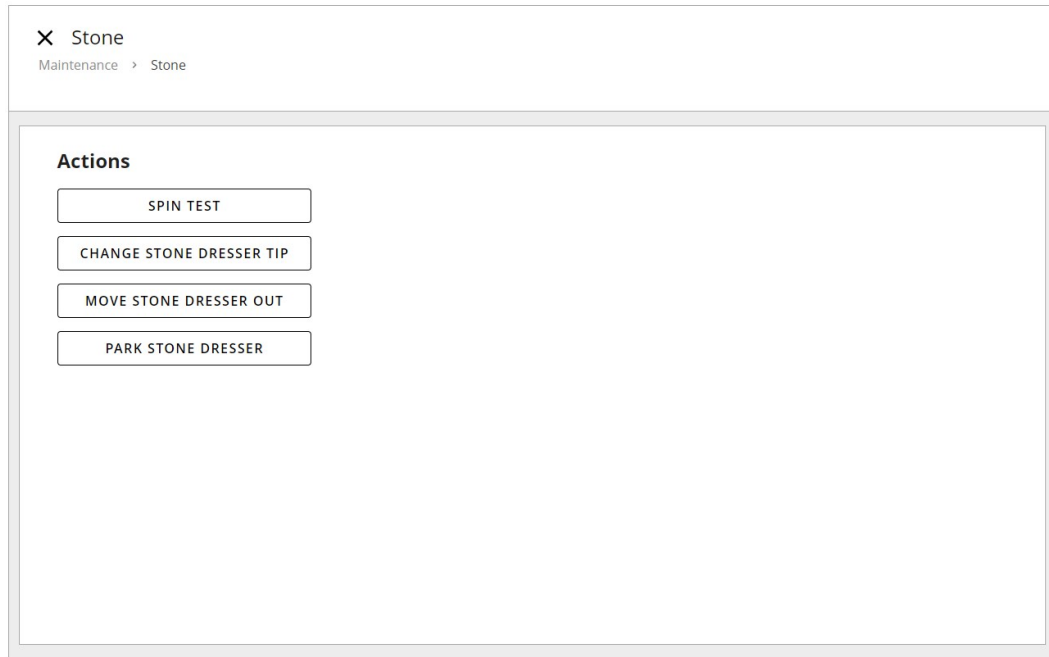 Stone
Maintenance > Stone
Actions
SPIN TEST
CHANGE STONE DRESSER TIP
MOVE STONE DRESSER OUT
PARK STONE DRESSER